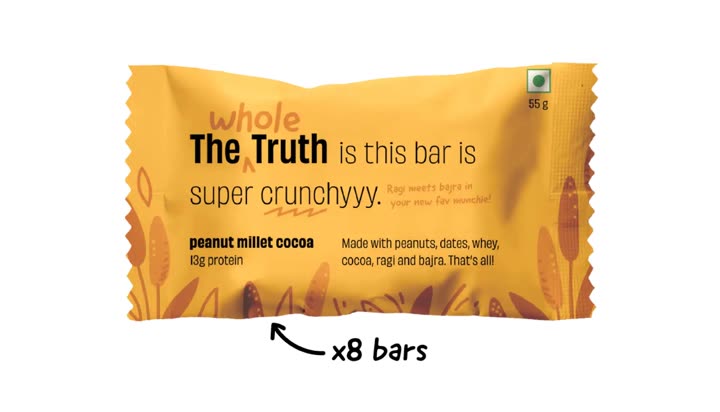 whole
The Truth is this bar is
super crunchyyy.
Ragi meets bajra in
your new fav munchie!
55 g
peanut millet cocoa
13g protein
Made with peanuts, dates, whey,
cocoa, ragi and bajra. That's all!
x8 bars